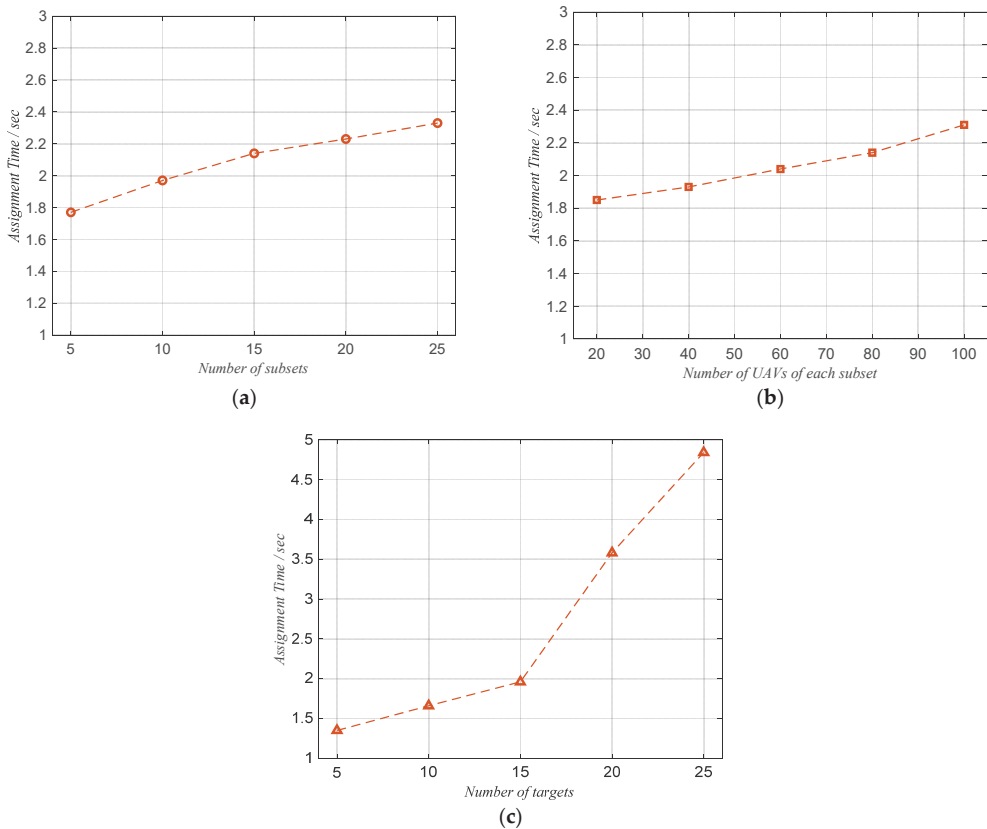 3
2.8
2.6
2.4
2.2
2
1.8
1.6
1.4
1.2
1
Assignment Time / sec
5 10 15 20 25
Number of subsets
(a)
3
2.8
2.6
2.4
2.2
2
1.8
1.6
1.4
1.2
1
Assignment Time / sec
20 30 40 50 60 70 80 90 100
Number of UAVs of each subset
(b)
5
4.5
4
3.5
3
2.5
2
1.5
1
Assignment Time / sec
5 10 15 20 25
Number of targets
(c)